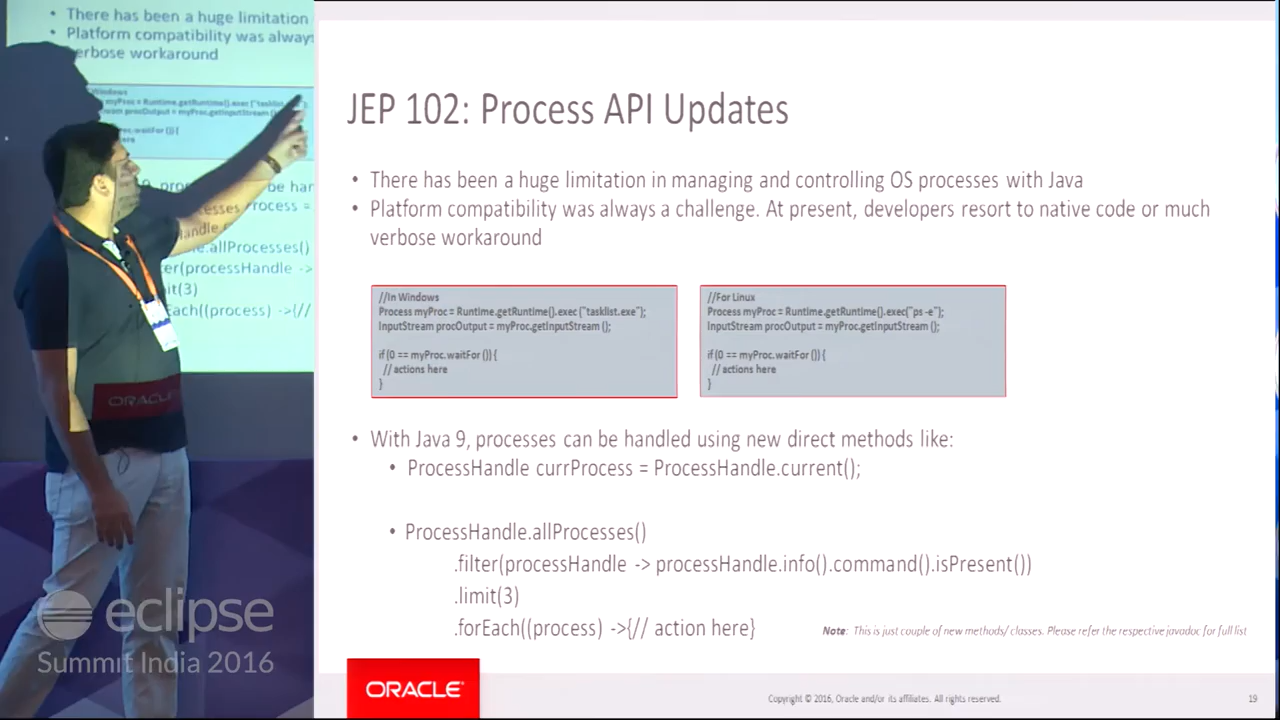 There has been a huge limitation
Platform compatibility was always
verbose workaround
ORACLE
eclipse
Summit India 2016
JEP 102: Process API Updates
• There has been a huge limitation in managing and controlling OS processes with Java
• Platform compatibility was always a challenge. At present, developers resort to native code or much
verbose workaround
//In Windows
Process myProc = Runtime.getRuntime().exec ("tasklist.exe");
InputStream procOutput = myProc.getInputStream ();
if (0 == myProc.waitFor ()) {
// actions here
}
//For Linux
Process myProc = Runtime.getRuntime().exec("ps -e");
InputStream procOutput = myProc.getInputStream ();
if (0 == myProc.waitFor ()) {
// actions here
}
• With Java 9, processes can be handled using new direct methods like:
• ProcessHandle currProcess = ProcessHandle.current();
• ProcessHandle.allProcesses()
.filter(processHandle -> processHandle.info().command().isPresent())
.limit(3)
.forEach((process) ->{// action here}
Note: This is just couple of new methods/ classes. Please refer the respective javadoc for full list
ORACLE
Copyright © 2016, Oracle and/or its affiliates. All rights reserved.
19